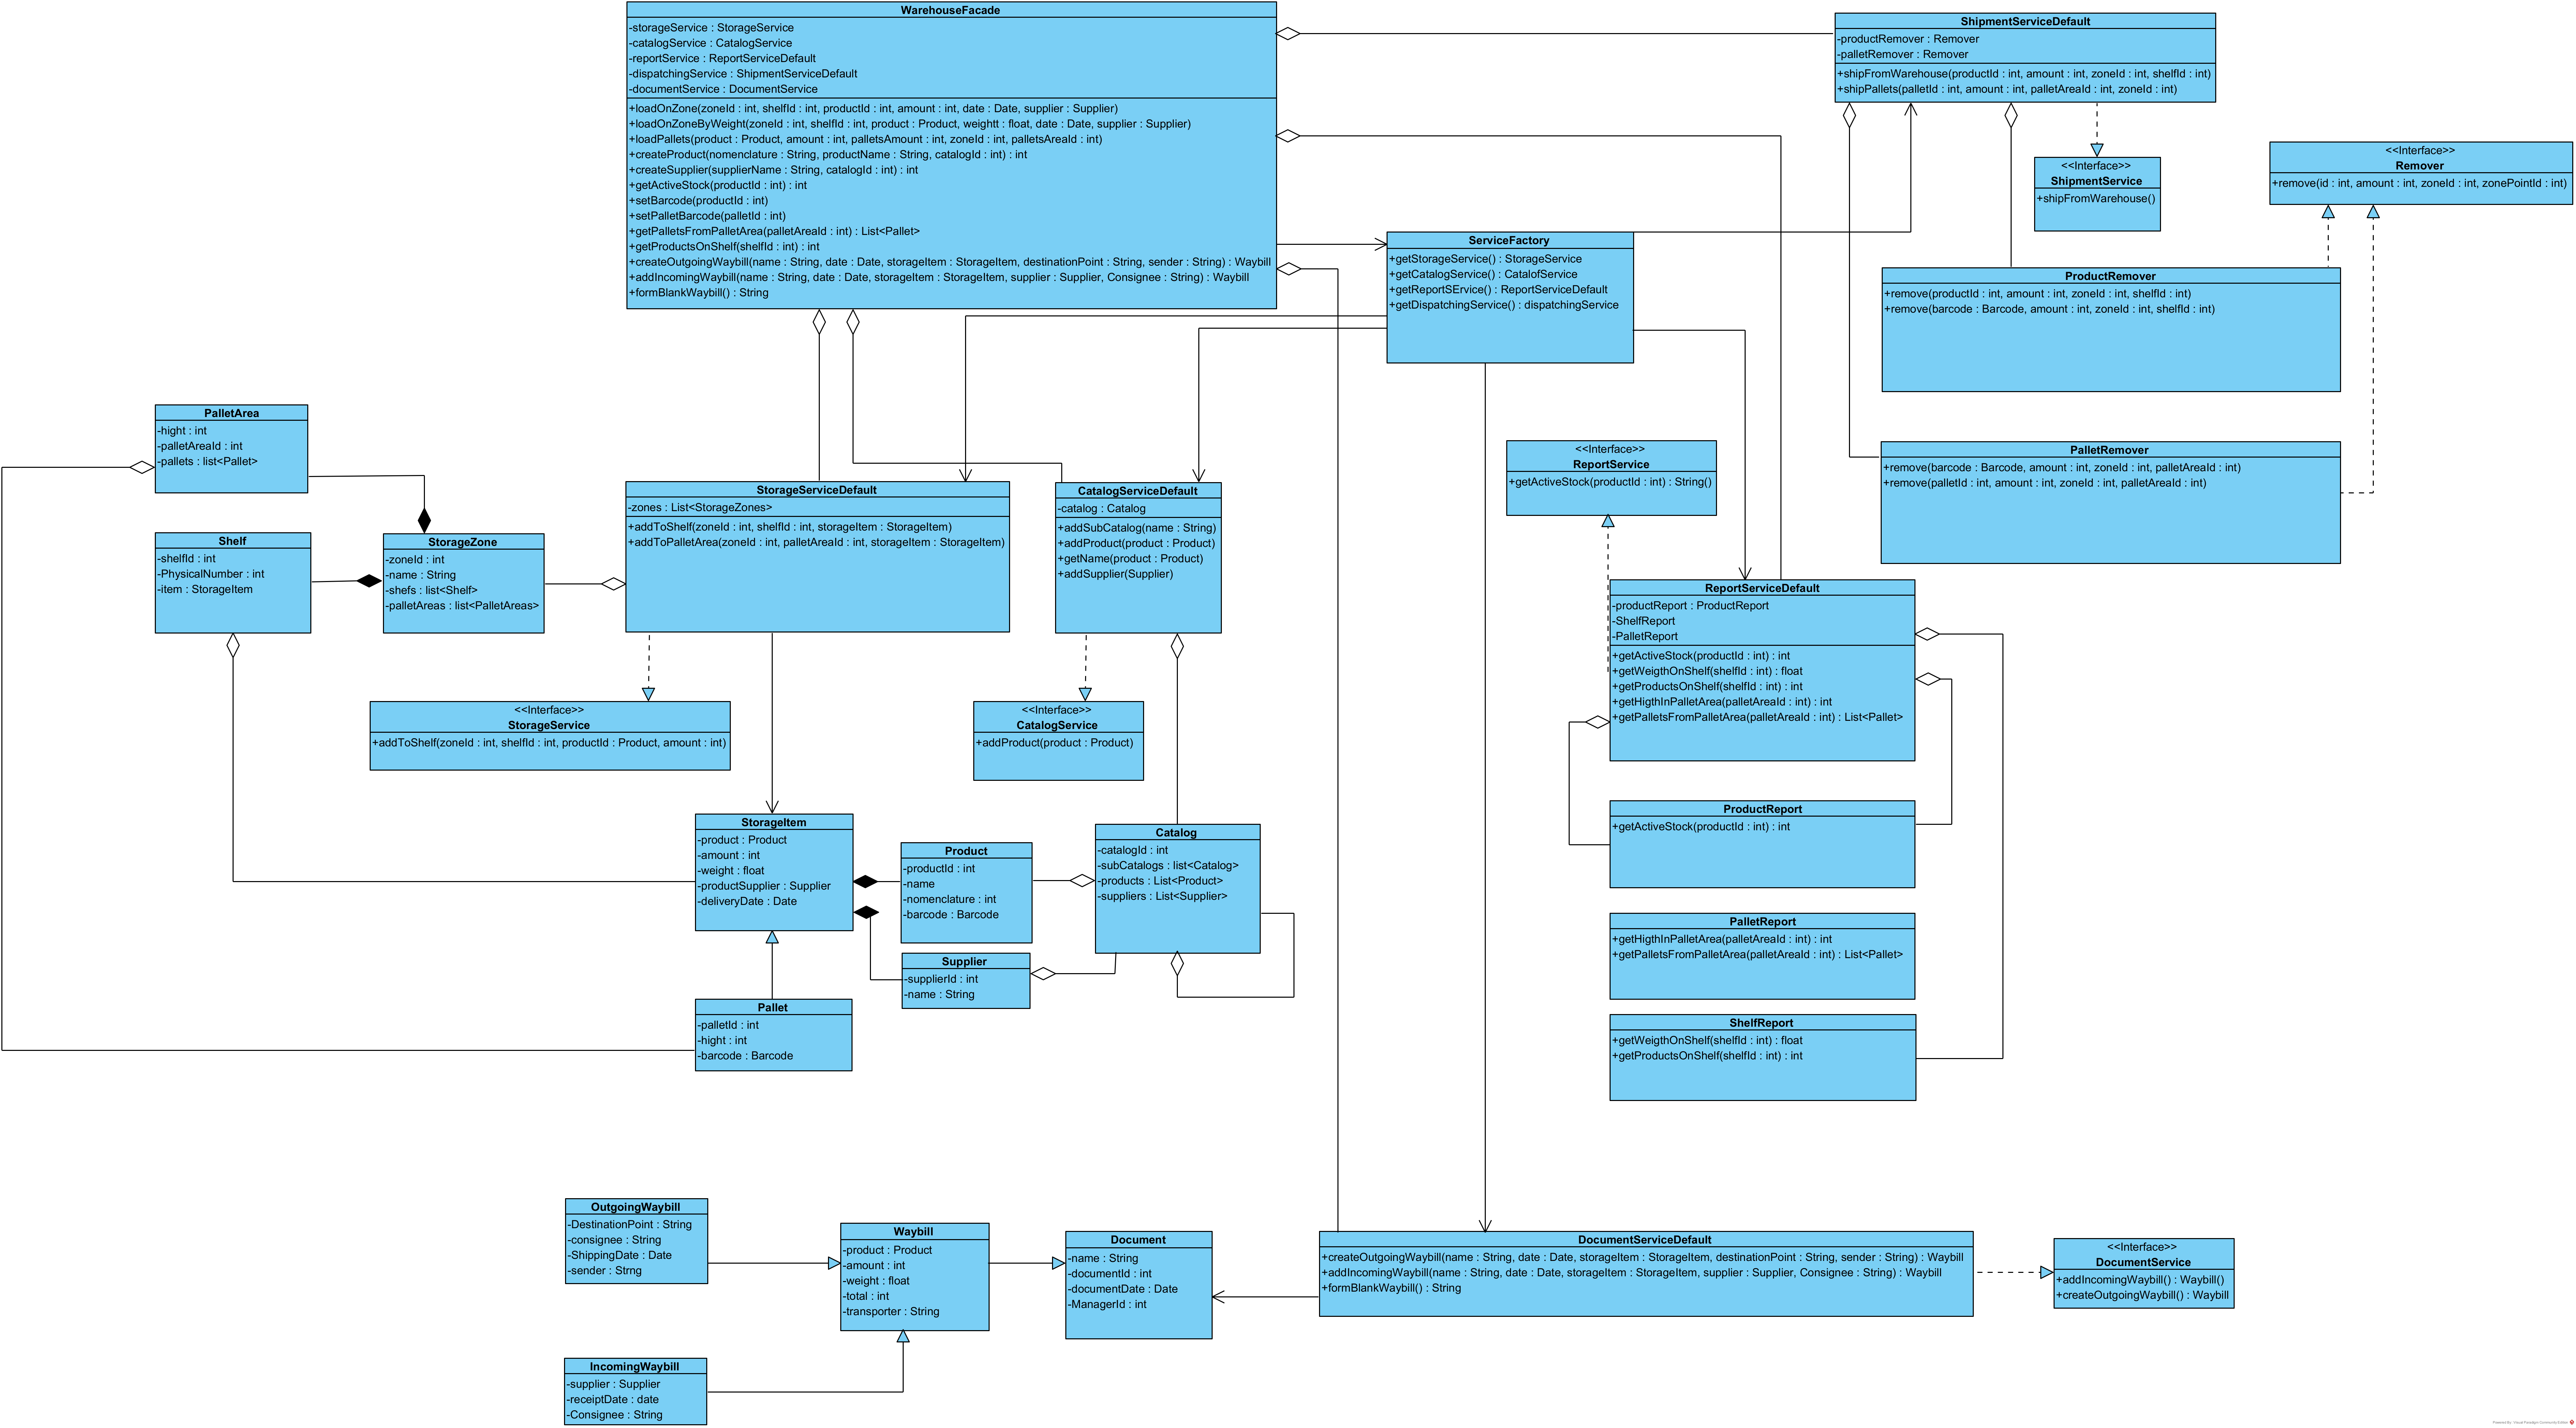 WarehouseFacade
-storageService : StorageService
-catalogService : CatalogService
-reportService : ReportServiceDefault
-dispatchingService : ShipmentServiceDefault
-documentService : DocumentService
+loadOnZone(zoneId : int, shelfId : int, productId : int, amount : int, date : Date, supplier : Supplier)
+loadOnZoneByWeight(zoneId : int, shelfId : int, product : Product, weightt : float, date : Date, supplier : Supplier)
+loadPallets(product : Product, amount : int, palletsAmount : int, zoneId : int, palletsAreaId : int)
+createProduct(nomenclature : String, productName : String, catalogId : int) : int
+createSupplier(supplierName : String, catalogId : int) : int
+getActiveStock(productId : int) : int
+setBarcode(productId : int)
+setPalletBarcode(palletId : int)
+getPalletsFromPalletArea(palletAreaId : int) : List<Pallet>
+getProductsOnShelf(shelfId : int) : int
+createOutgoingWaybill(name : String, date : Date, storageItem : StorageItem, destinationPoint : String, sender : String) : Waybill
+addIncomingWaybill(name : String, date : Date, storageItem : StorageItem, supplier : Supplier, Consignee : String) : Waybill
+formBlankWaybill() : String
ShipmentServiceDefault
-productRemover : Remover
-palletRemover : Remover
+shipFromWarehouse(productId : int, amount : int, zoneId : int, shelfId : int)
+shipPallets(palletId : int, amount : int, palletAreaId : int, zoneId : int)
<<Interface>>
ShipmentService
+shipFromWarehouse()
<<Interface>>
Remover
+remove(id : int, amount : int, zoneId : int, zonePointId : int)
ServiceFactory
+getStorageService() : StorageService
+getCatalogService() : CatalofService
+getReportSErvice() : ReportServiceDefault
+getDispatchingService() : dispatchingService
ProductRemover
+remove(productId : int, amount : int, zoneId : int, shelfId : int)
+remove(barcode : Barcode, amount : int, zoneId : int, shelfId : int)
PalletRemover
+remove(barcode : Barcode, amount : int, zoneId : int, palletAreaId : int)
+remove(palletId : int, amount : int, zoneId : int, palletAreaId : int)
PalletArea
-hight : int
-palletAreaId : int
-pallets : list<Pallet>
Shelf
-shelfId : int
-PhysicalNumber : int
-item : StorageItem
StorageZone
-zoneId : int
-name : String
-shefs : list<Shelf>
-palletAreas : list<PalletAreas>
StorageServiceDefault
-zones : List<StorageZones>
+addToShelf(zoneId : int, shelfId : int, storageItem : StorageItem)
+addToPalletArea(zoneId : int, palletAreaId : int, storageItem : StorageItem)
CatalogServiceDefault
-catalog : Catalog
+addSubCatalog(name : String)
+addProduct(product : Product)
+getName(product : Product)
+addSupplier(Supplier)
<<Interface>>
ReportService
+getActiveStock(productId : int) : String()
ReportServiceDefault
-productReport : ProductReport
-ShelfReport
-PalletReport
+getActiveStock(productId : int) : int
+getWeigthOnShelf(shelfId : int) : float
+getProductsOnShelf(shelfId : int) : int
+getHigthInPalletArea(palletAreaId : int) : int
+getPalletsFromPalletArea(palletAreaId : int) : List<Pallet>
<<Interface>>
StorageService
+addToShelf(zoneId : int, shelfId : int, productId : Product, amount : int)
<<Interface>>
CatalogService
+addProduct(product : Product)
StorageItem
-product : Product
-amount : int
-weight : float
-productSupplier : Supplier
-deliveryDate : Date
Product
-productId : int
-name
-nomenclature : int
-barcode : Barcode
Catalog
-catalogId : int
-subCatalogs : list<Catalog>
-products : List<Product>
-suppliers : List<Supplier>
Supplier
-supplierId : int
-name : String
Pallet
-palletId : int
-hight : int
-barcode : Barcode
ProductReport
+getActiveStock(productId : int) : int
PalletReport
+getHigthInPalletArea(palletAreaId : int) : int
+getPalletsFromPalletArea(palletAreaId : int) : List<Pallet>
ShelfReport
+getWeigthOnShelf(shelfId : int) : float
+getProductsOnShelf(shelfId : int) : int
OutgoingWaybill
-DestinationPoint : String
-consignee : String
-ShippingDate : Date
-sender : Strng
Waybill
-product : Product
-amount : int
-weight : float
-total : int
-transporter : String
Document
-name : String
-documentId : int
-documentDate : Date
-ManagerId : int
DocumentServiceDefault
+createOutgoingWaybill(name : String, date : Date, storageItem : StorageItem, destinationPoint : String, sender : String) : Waybill
+addIncomingWaybill(name : String, date : Date, storageItem : StorageItem, supplier : Supplier, Consignee : String) : Waybill
+formBlankWaybill() : String
<<Interface>>
DocumentService
+addIncomingWaybill() : Waybill()
+createOutgoingWaybill() : Waybill
IncomingWaybill
-supplier : Supplier
-receiptDate : date
-Consignee : String
Powered By Visual Paradigm Community Edition